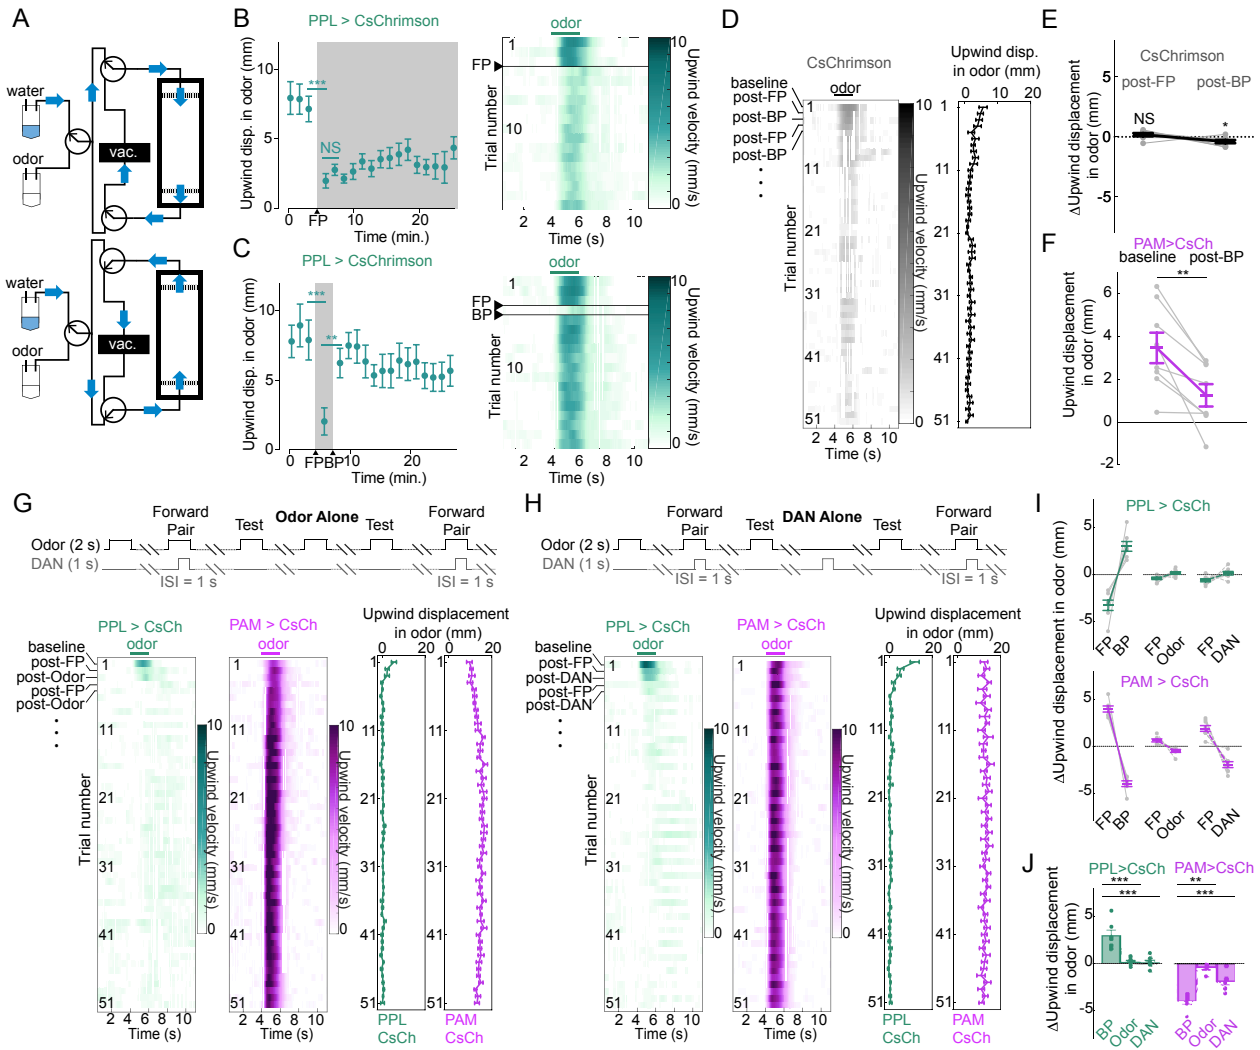 A
water
odor
vac.
water
odor
vac.
B
PPL > CsChrimson
Upwind disp. in odor (mm)
10
5
0
***
NS
0
FP
10
20
Time (min.)
odor
FP
1
10
Trial number
2 4 6 8 10
Time (s)
10
0
Upwind velocity (mm/s)
C
PPL > CsChrimson
Upwind disp. in odor (mm)
10
5
0
***
**
0
FP
BP
10
20
Time (min.)
odor
FP
BP
1
10
Trial number
2 4 6 8 10
Time (s)
10
0
Upwind velocity (mm/s)
D
CsChrimson
odor
baseline
post-FP
post-BP
post-FP
post-BP
1
11
21
31
41
51
Trial number
2 4 6 8 10
Time (s)
10
0
Upwind velocity (mm/s)
Upwind disp.
in odor (mm)
0 10 20
1
11
21
31
41
51
E
CsChrimson
post-FP
post-BP
NS
*
ΔUpwind displacement
in odor (mm)
5
0
-5
F
PAM>CsCh
baseline
post-BP
**
Upwind displacement
in odor (mm)
6
4
2
0
-2
G
Forward
Pair
Odor Alone
Test
Test
Forward
Pair
Odor (2 s)
DAN (1 s)
ISI = 1 s
ISI = 1 s
PPL > CsCh
odor
baseline
post-FP
post-Odor
post-FP
post-Odor
1
11
21
31
41
51
Trial number
2 4 6 8 10
Time (s)
10
0
Upwind velocity (mm/s)
PAM > CsCh
odor
1
11
21
31
41
51
2 4 6 8 10
Time (s)
10
0
Upwind velocity (mm/s)
Upwind displacement
in odor (mm)
0 20
1
11
21
31
41
51
PPL
CsCh
0 20
1
11
21
31
41
51
PAM
CsCh
H
Forward
Pair
DAN Alone
Test
Test
Forward
Pair
Odor (2 s)
DAN (1 s)
ISI = 1 s
ISI = 1 s
PPL > CsCh
odor
baseline
post-FP
post-DAN
post-FP
post-DAN
1
11
21
31
41
51
Trial number
2 4 6 8 10
Time (s)
10
0
Upwind velocity (mm/s)
PAM > CsCh
odor
1
11
21
31
41
51
2 4 6 8 10
Time (s)
10
0
Upwind velocity (mm/s)
Upwind displacement
in odor (mm)
0 20
1
11
21
31
41
51
PPL
CsCh
0 20
1
11
21
31
41
51
PAM
CsCh
I
PPL > CsCh
5
0
-5
FP
BP
FP
Odor
FP
DAN
PAM > CsCh
5
0
-5
FP
BP
FP
Odor
FP
DAN
ΔUpwind displacement in odor (mm)
J
PPL>CsCh
PAM>CsCh
***
***
**
***
ΔUpwind displacement
in odor (mm)
5
0
-5
BP
Odor
DAN
BP
Odor
DAN